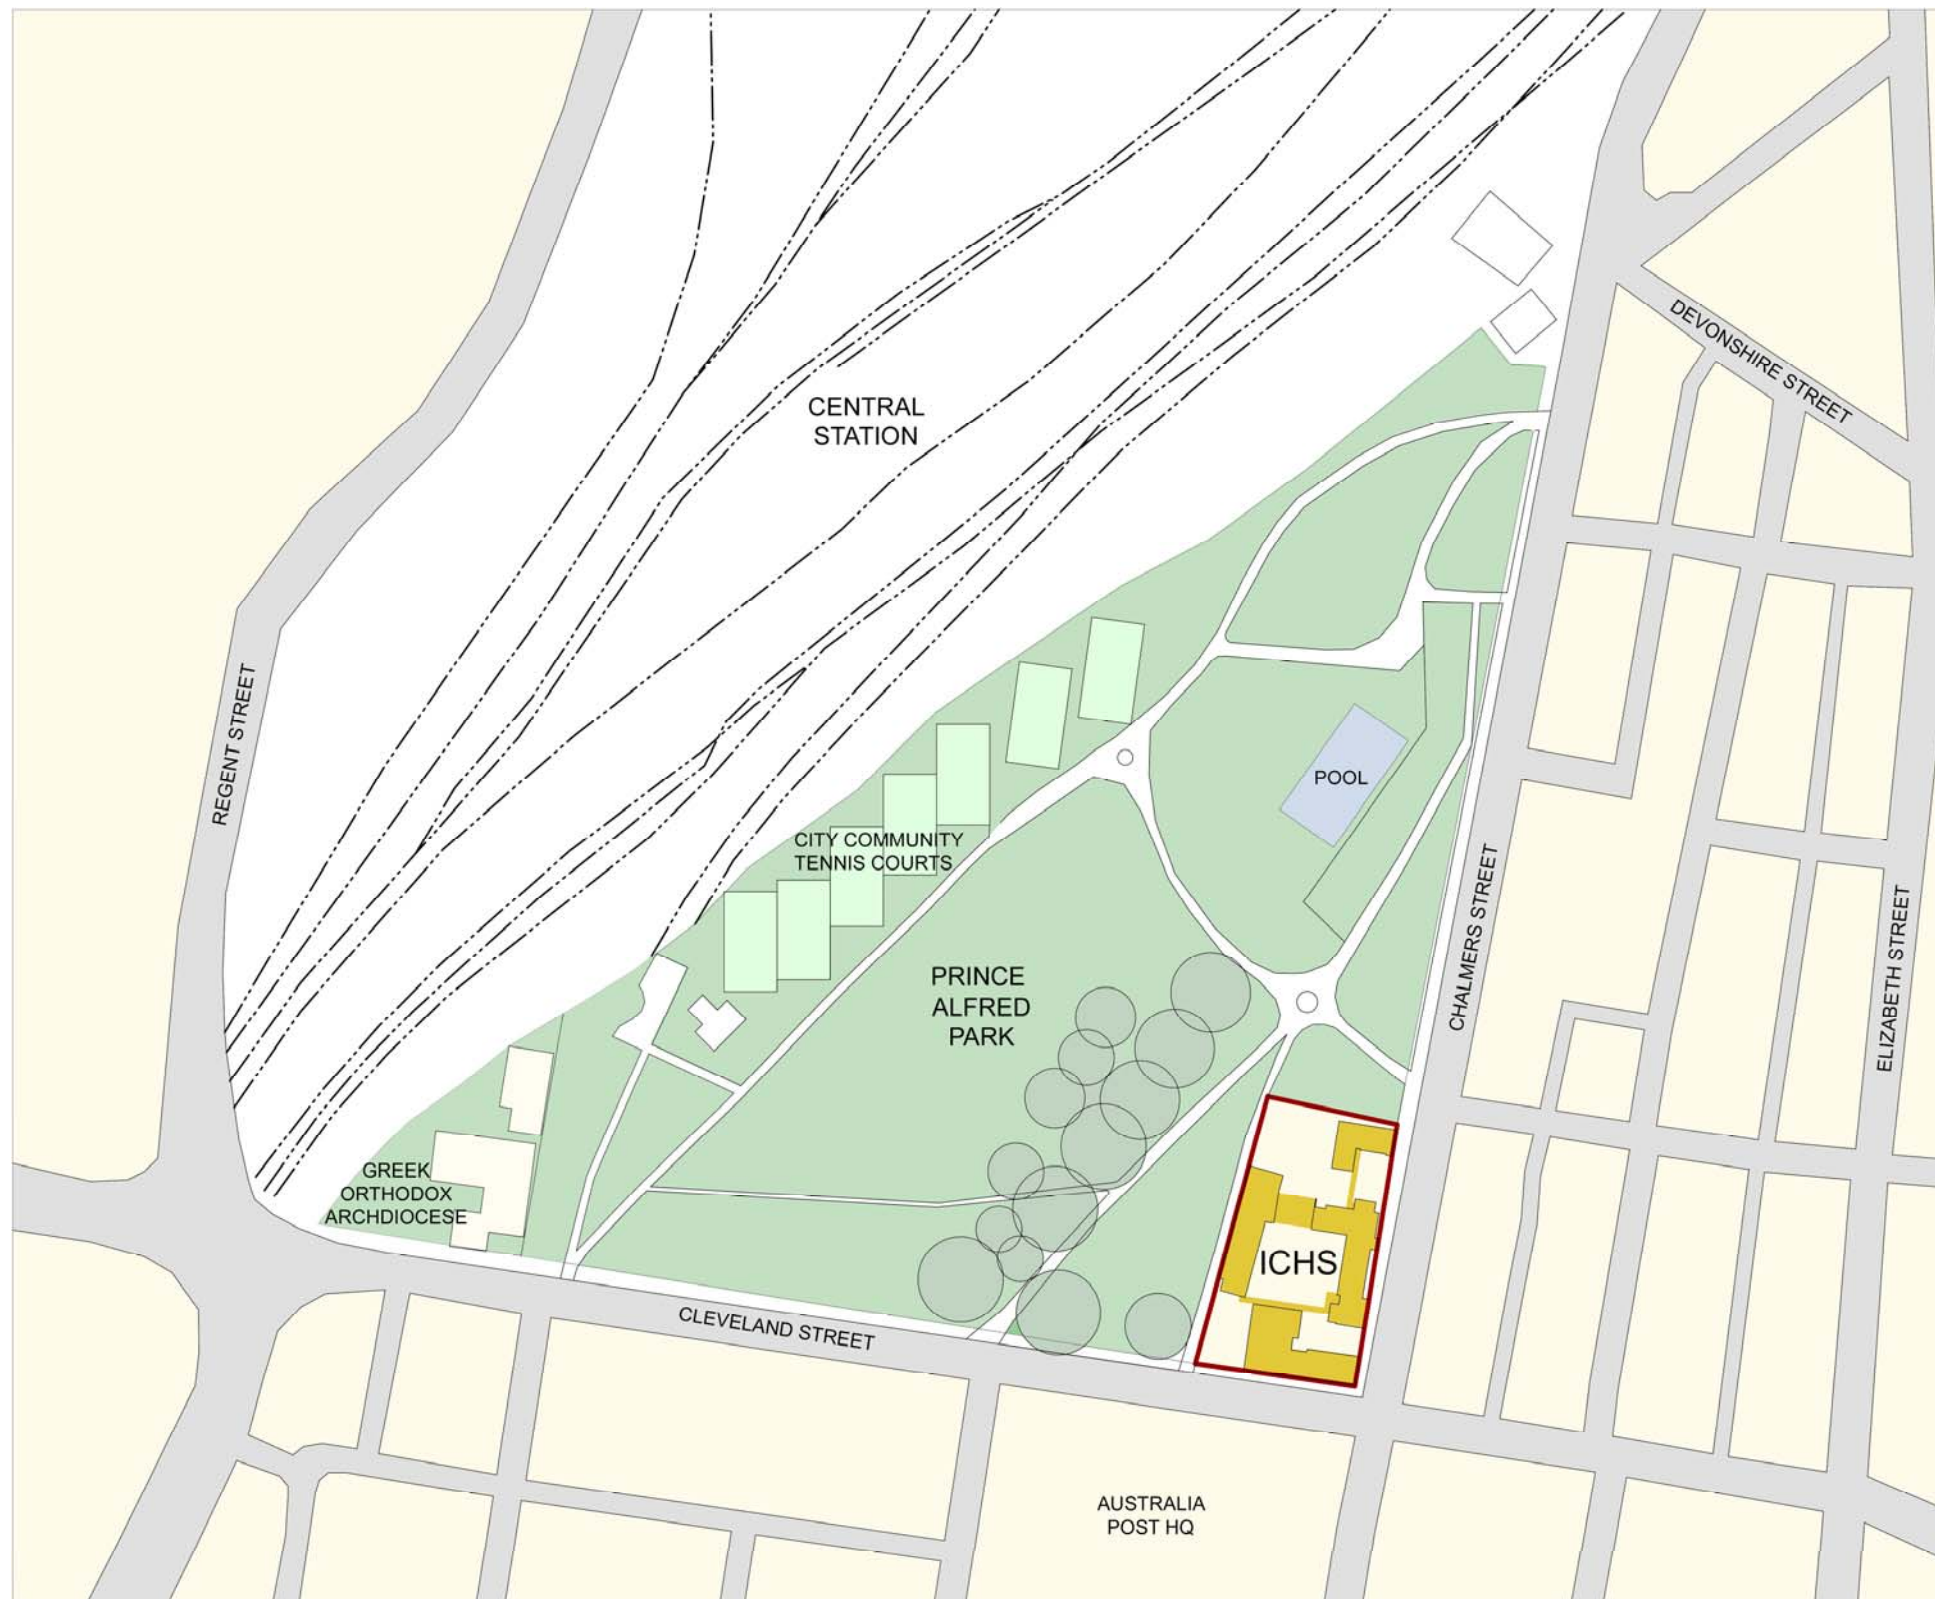 CENTRAL
STATION
DEVONSHIRE STREET
REGENT STREET
POOL
CITY COMMUNITY
TENNIS COURTS
CHALMERS STREET
ELIZABETH STREET
PRINCE
ALFRED
PARK
GREEK
ORTHODOX
ARCHDIOCESE
ICHS
CLEVELAND STREET
AUSTRALIA
POST HQ